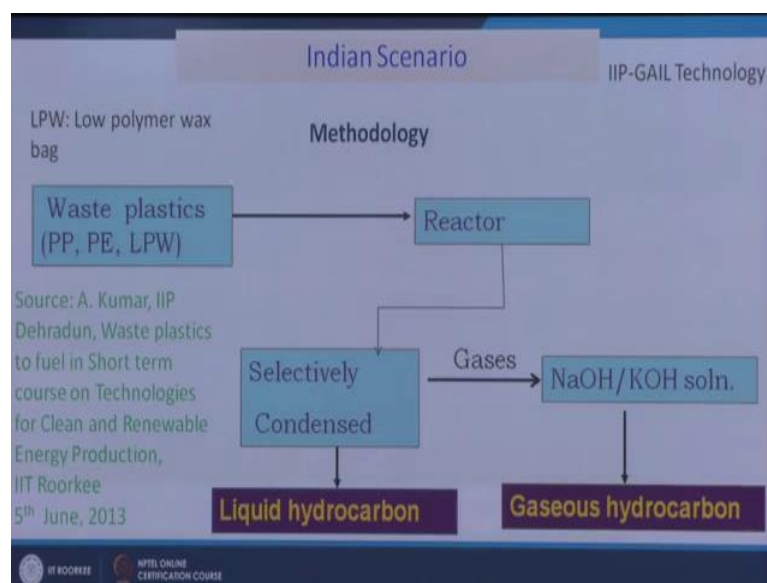 Indian Scenario
IIP-GAIL Technology
LPW: Low polymer wax
bag
Methodology
Waste plastics
(PP, PE, LPW)
Reactor
Source: A. Kumar, IIP
Dehradun, Waste plastics
to fuel in Short term
course on Technologies
for Clean and Renewable
Energy Production,
IIT Roorkee
5th June, 2013
Selectively
Condensed
Gases
NaOH/KOH soln.
Liquid hydrocarbon
Gaseous hydrocarbon
IIT ROORKEE
NPTEL ONLINE
CERTIFICATION COURSE